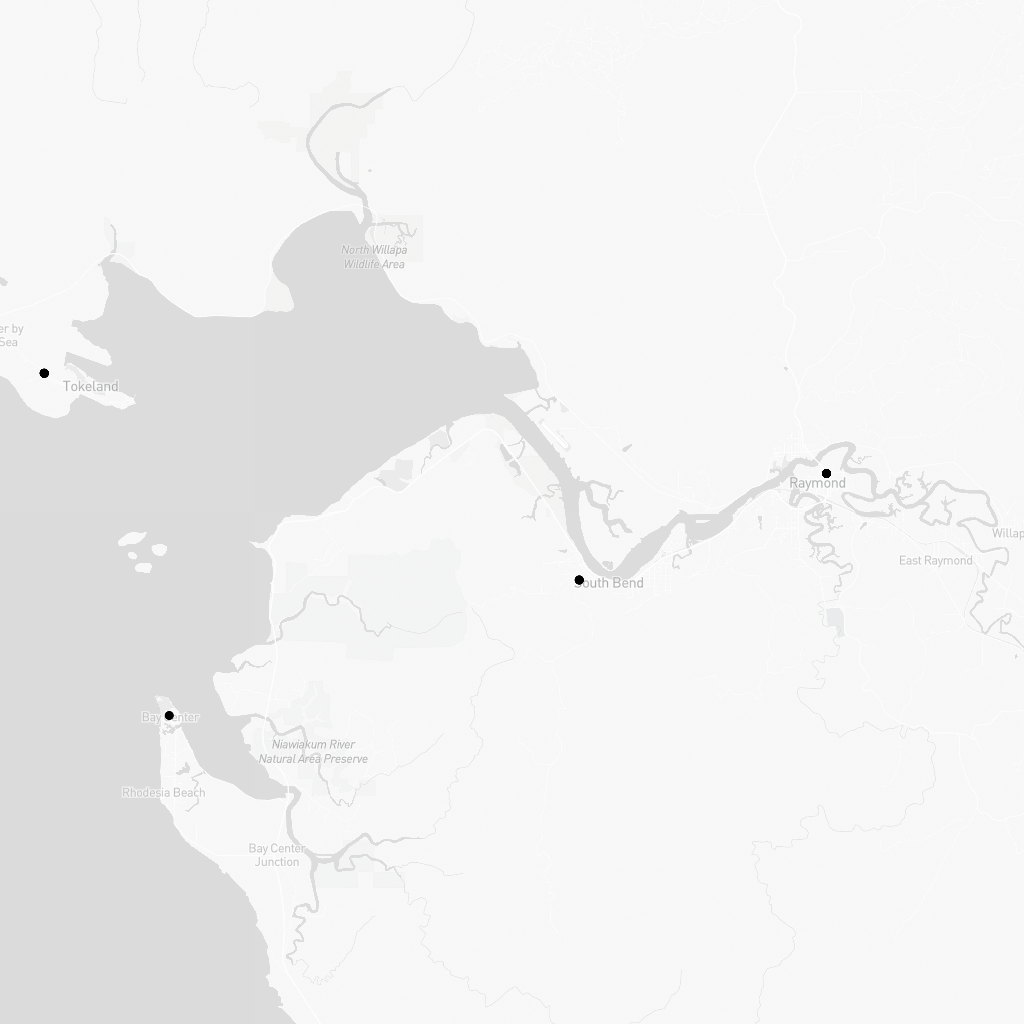 North Willapa
Wildlife Area
er by
Sea
Tokeland
Raymond
Willap
East Raymond
South Bend
Bay Center
Niawiakum River
Natural Area Preserve
Rhodesia Beach
Bay Center
Junction